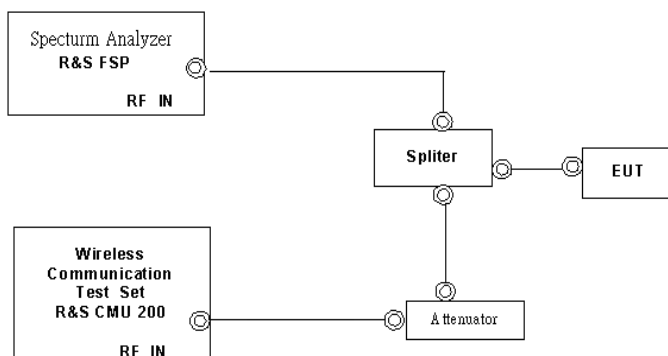 Specturm Analyzer
R&S FSP
RF IN
Spliter
EUT
Wireless
Communication
Test Set
R&S CMU 200
RF IN
Attenuator